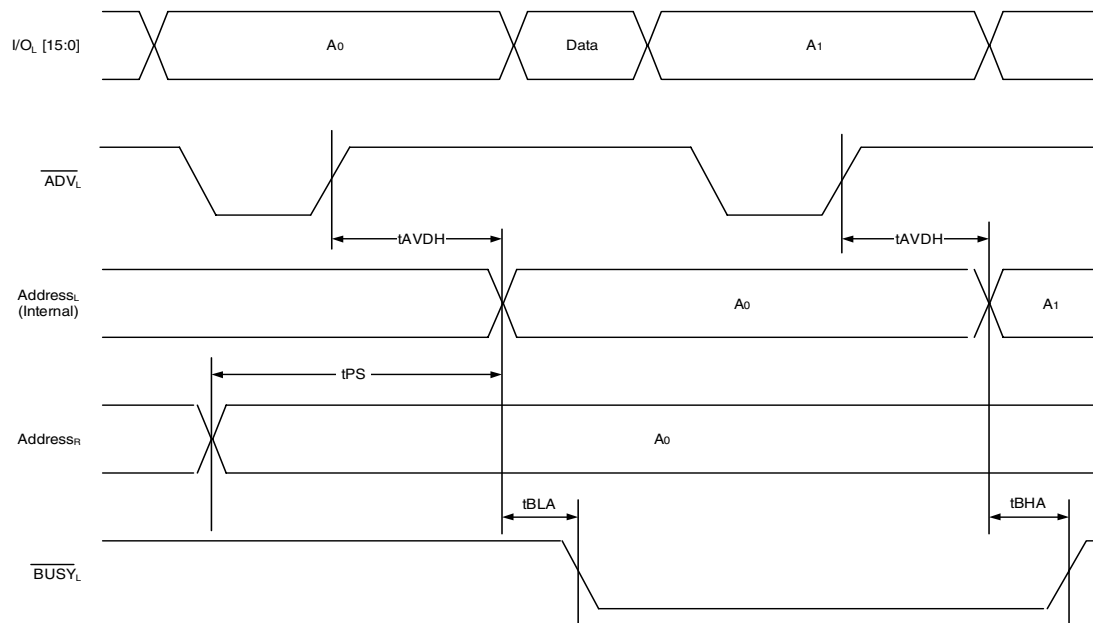 I/OL [15:0]
A0
Data
A1
ADVL
tAVDH
tAVDH
AddressL
(Internal)
A0
A1
tPS
AddressR
A0
tBLA
tBHA
BUSYL